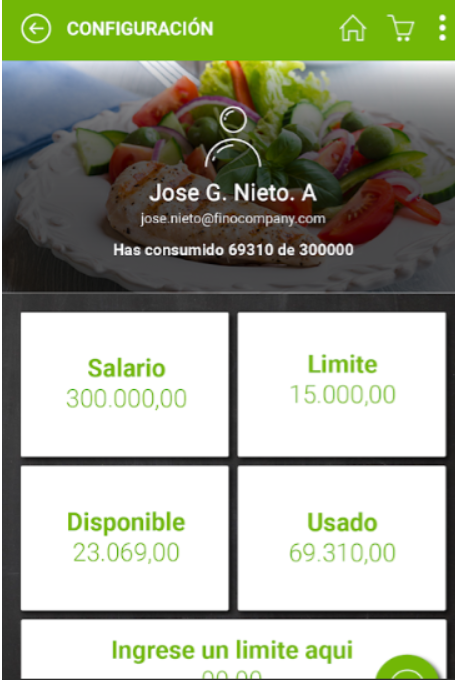 CONFIGURACIÓN
Jose G. Nieto. A
jose.nieto@finocompany.com
Has consumido 69310 de 300000
Salario
300.000,00
Limite
15.000,00
Disponible
23.069,00
Usado
69.310,00
Ingrese un limite aqui